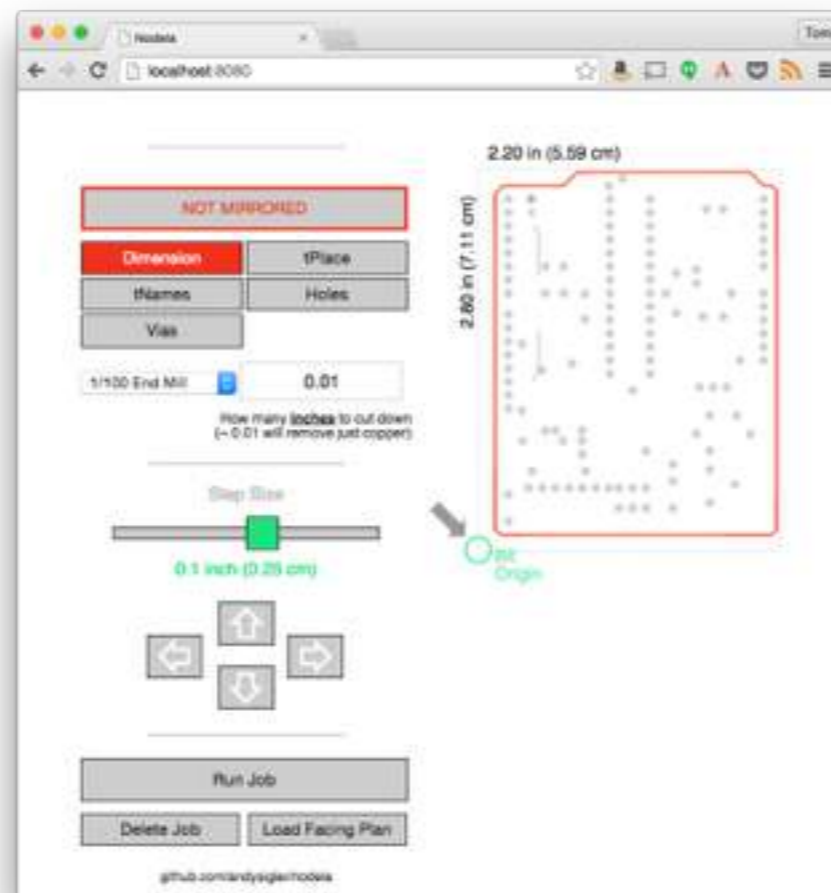 Nodela
Tom
localhost:8080
NOT MIRRORED
Dimension
tPlace
tNames
Holes
Vias
1/100 End Mill
0.01
How many inches to cut down
(~ 0.01 will remove just copper)
Step Size
0.1 inch (0.25 cm)
Run Job
Delete Job
Load Facing Plan
github.com/andysigler/nodela
2.20 in (5.59 cm)
2.80 in (7.11 cm)
Bit
Origin